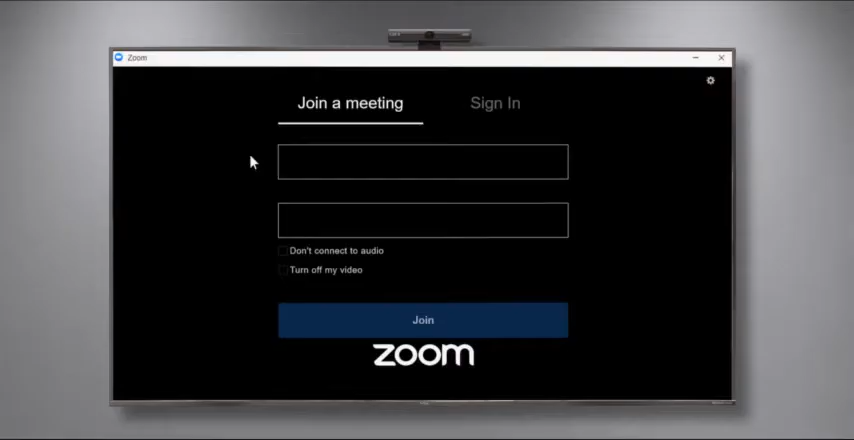 Zoom
Join a meeting
Sign In
Don't connect to audio
Turn off my video
Join
zoom